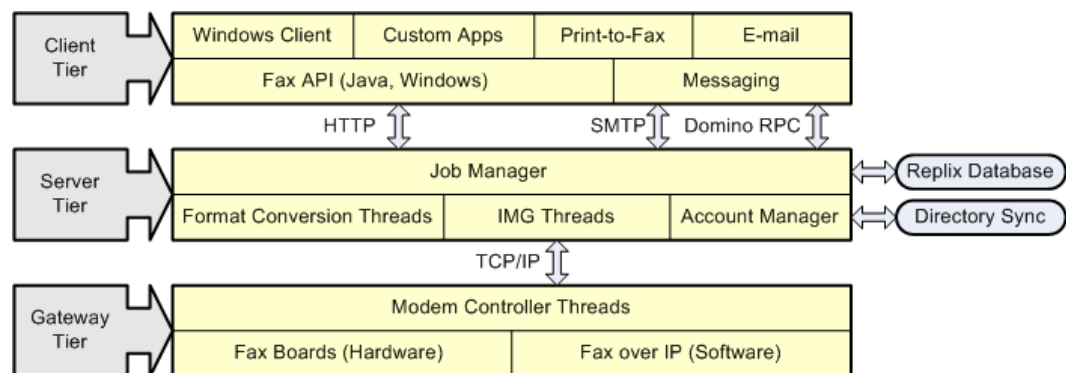 Client
Tier
Windows Client
Custom Apps
Print-to-Fax
E-mail
Fax API (Java, Windows)
Messaging
HTTP
SMTP
Domino RPC
Server
Tier
Job Manager
Replix Database
Format Conversion Threads
IMG Threads
Account Manager
Directory Sync
TCP/IP
Gateway
Tier
Modem Controller Threads
Fax Boards (Hardware)
Fax over IP (Software)